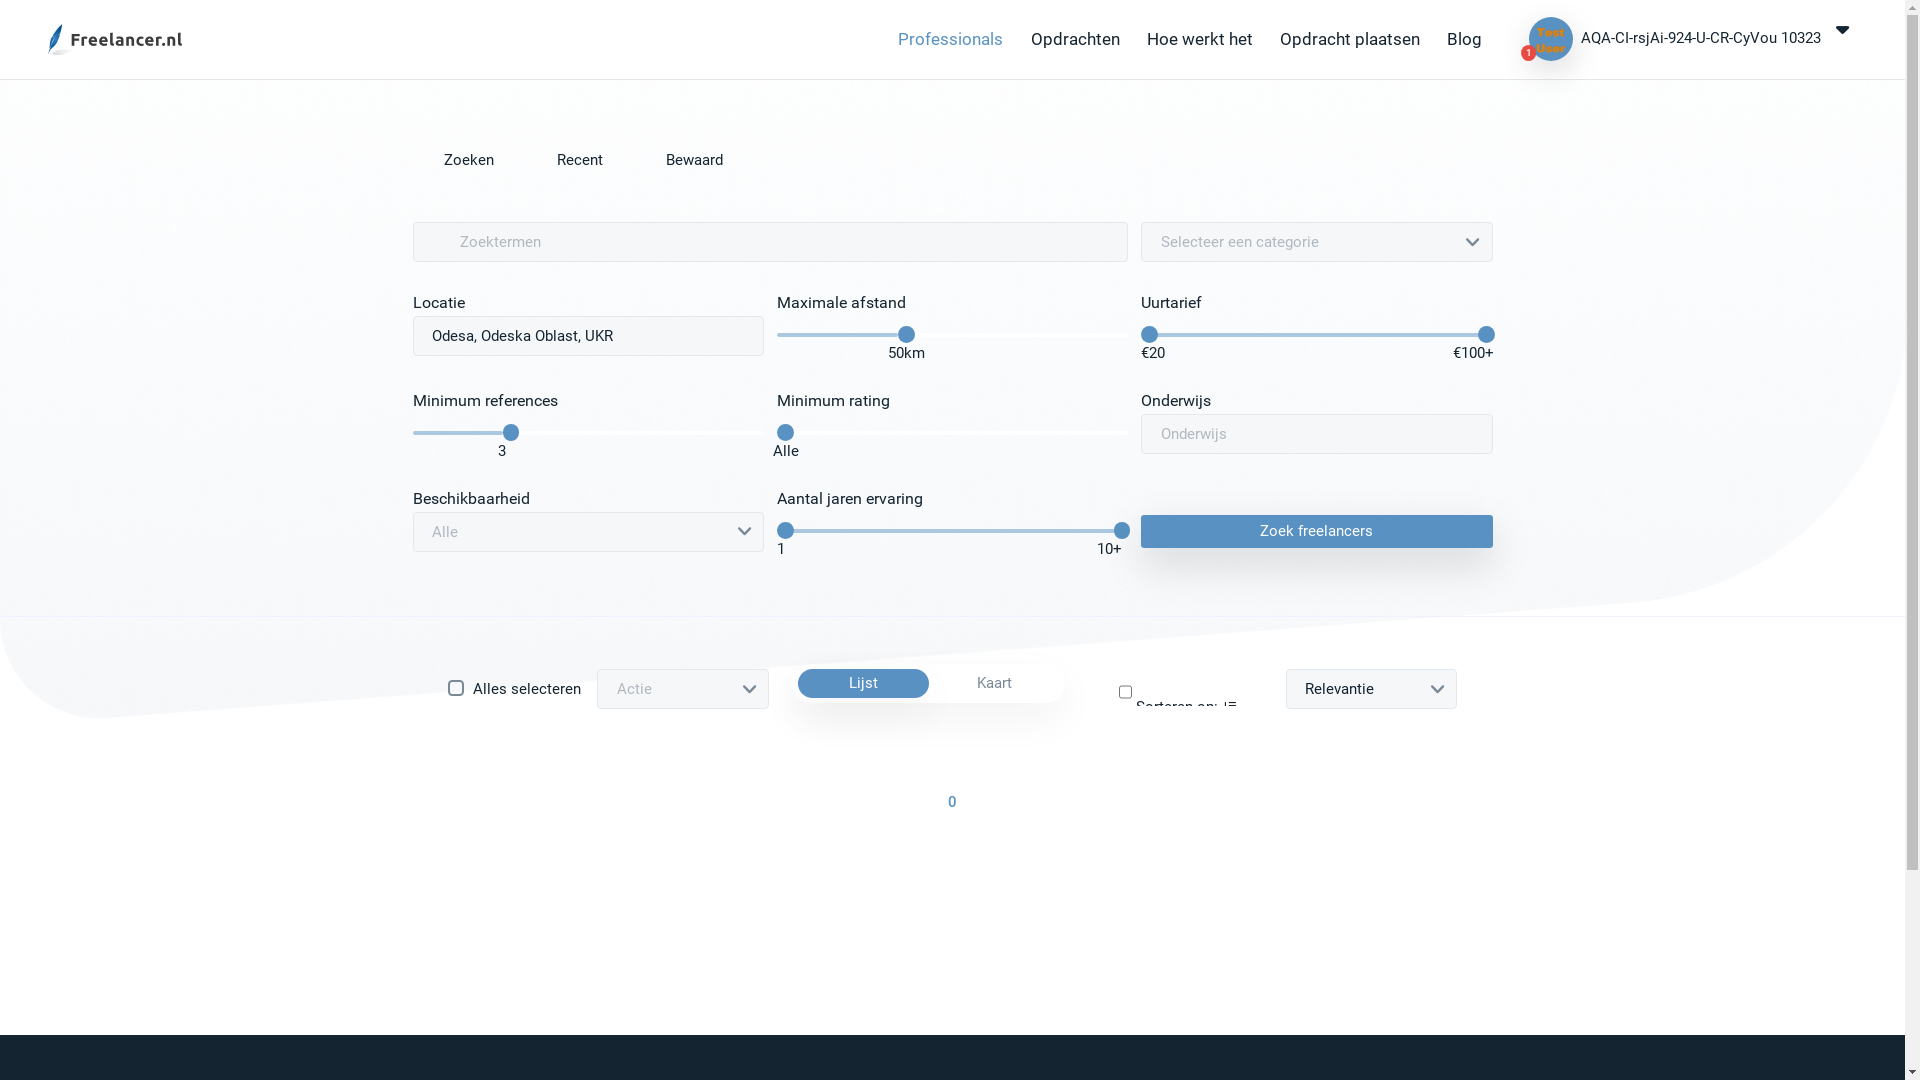 Freelancer.nl
Professionals
Opdrachten
Hoe werkt het
Opdracht plaatsen
Blog
Test
User
1
AQA-CI-rsjAi-924-U-CR-CyVou 10323
Zoeken
Recent
Bewaard
Zoektermen
Selecteer een categorie
Locatie
Maximale afstand
Uurtarief
Odesa, Odeska Oblast, UKR
50km
€20
€100+
Minimum references
Minimum rating
Onderwijs
Onderwijs
3
Alle
Beschikbaarheid
Aantal jaren ervaring
Alle
1
10+
Zoek freelancers
Alles selecteren
Actie
Lijst
Kaart
Sorteren op:
Relevantie
0